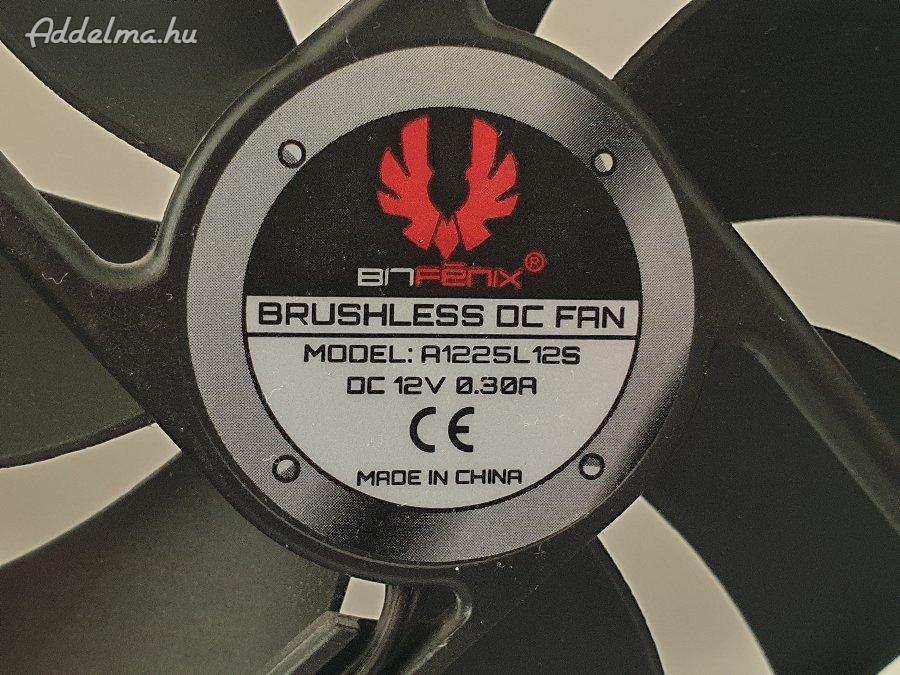 Addelma.hu
BITFENIX®
BRUSHLESS DC FAN
MODEL: A1225L12S
DC 12V 0.30A
CE
MADE IN CHINA